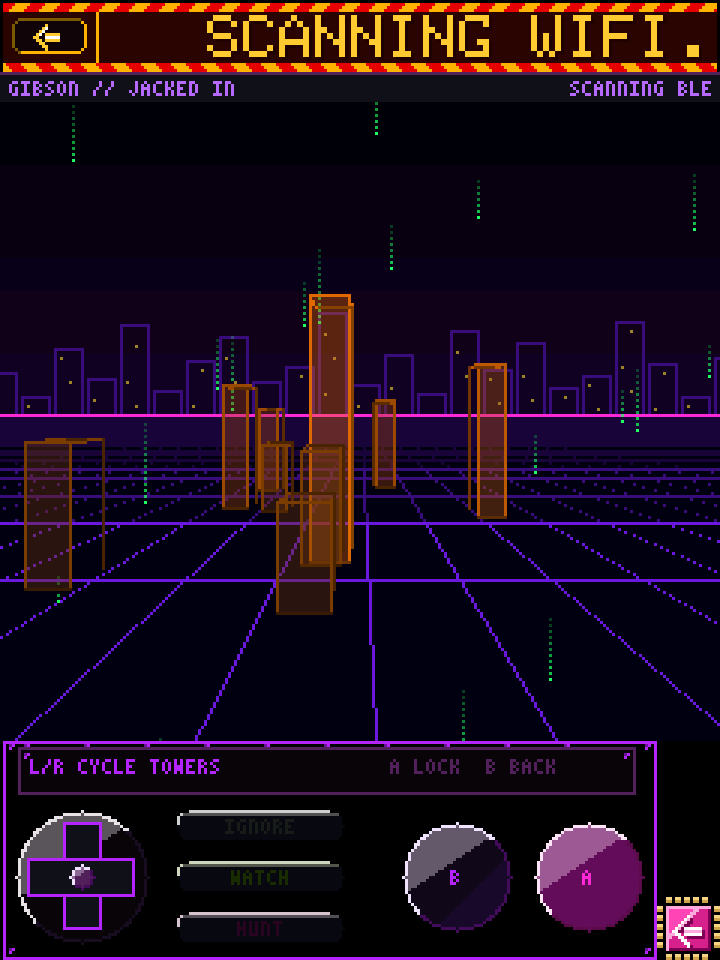 SCANNING WIFI.
GIBSON // JACKED IN
SCANNING BLE
L/R CYCLE TOWERS
A LOCK B BACK
IGNORE
WATCH
HUNT
B
A